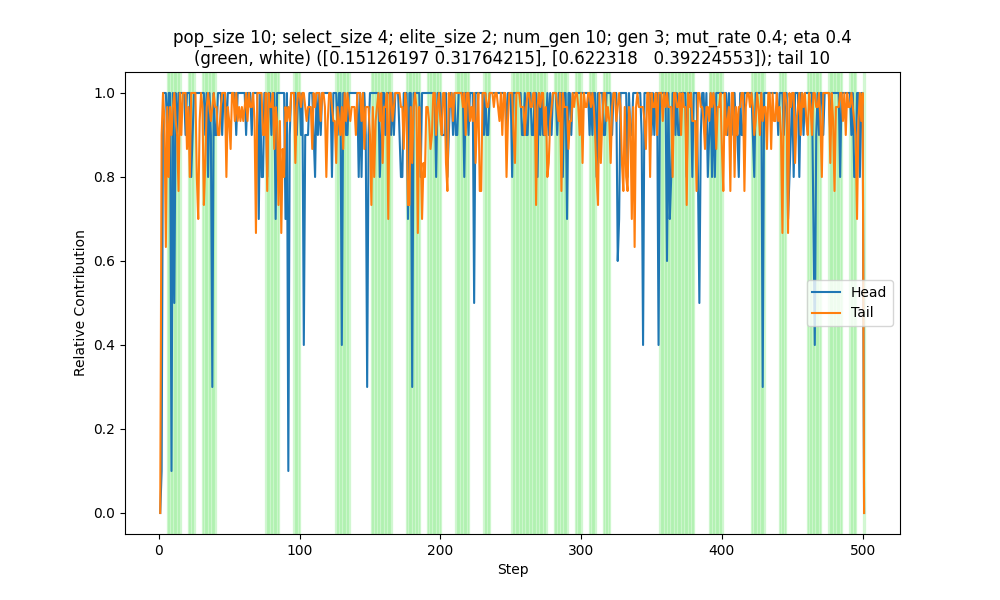 pop_size 10; select_size 4; elite_size 2; num_gen 10; gen 3; mut_rate 0.4; eta 0.4
(green, white) ([0.15126197 0.31764215], [0.622318   0.39224553]); tail 10
1.0
0.8
0.6
0.4
0.2
0.0
Relative Contribution
Head
Tail
0
100
200
300
400
500
Step